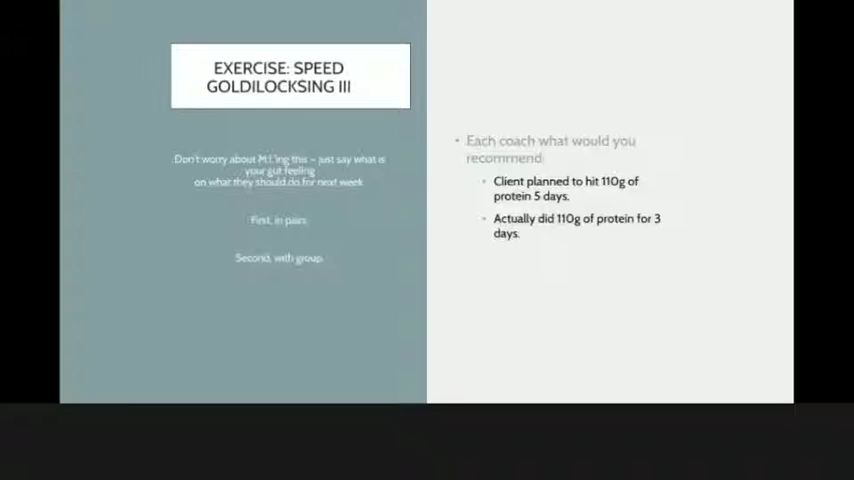 EXERCISE: SPEED
GOLDILOCKSING III
Don't worry about M.I.'ing this – just say what is
your gut feeling
on what they should do for next week
First, in pairs
Second, with group.
• Each coach what would you
recommend:
• Client planned to hit 110g of
protein 5 days.
• Actually did 110g of protein for 3
days.